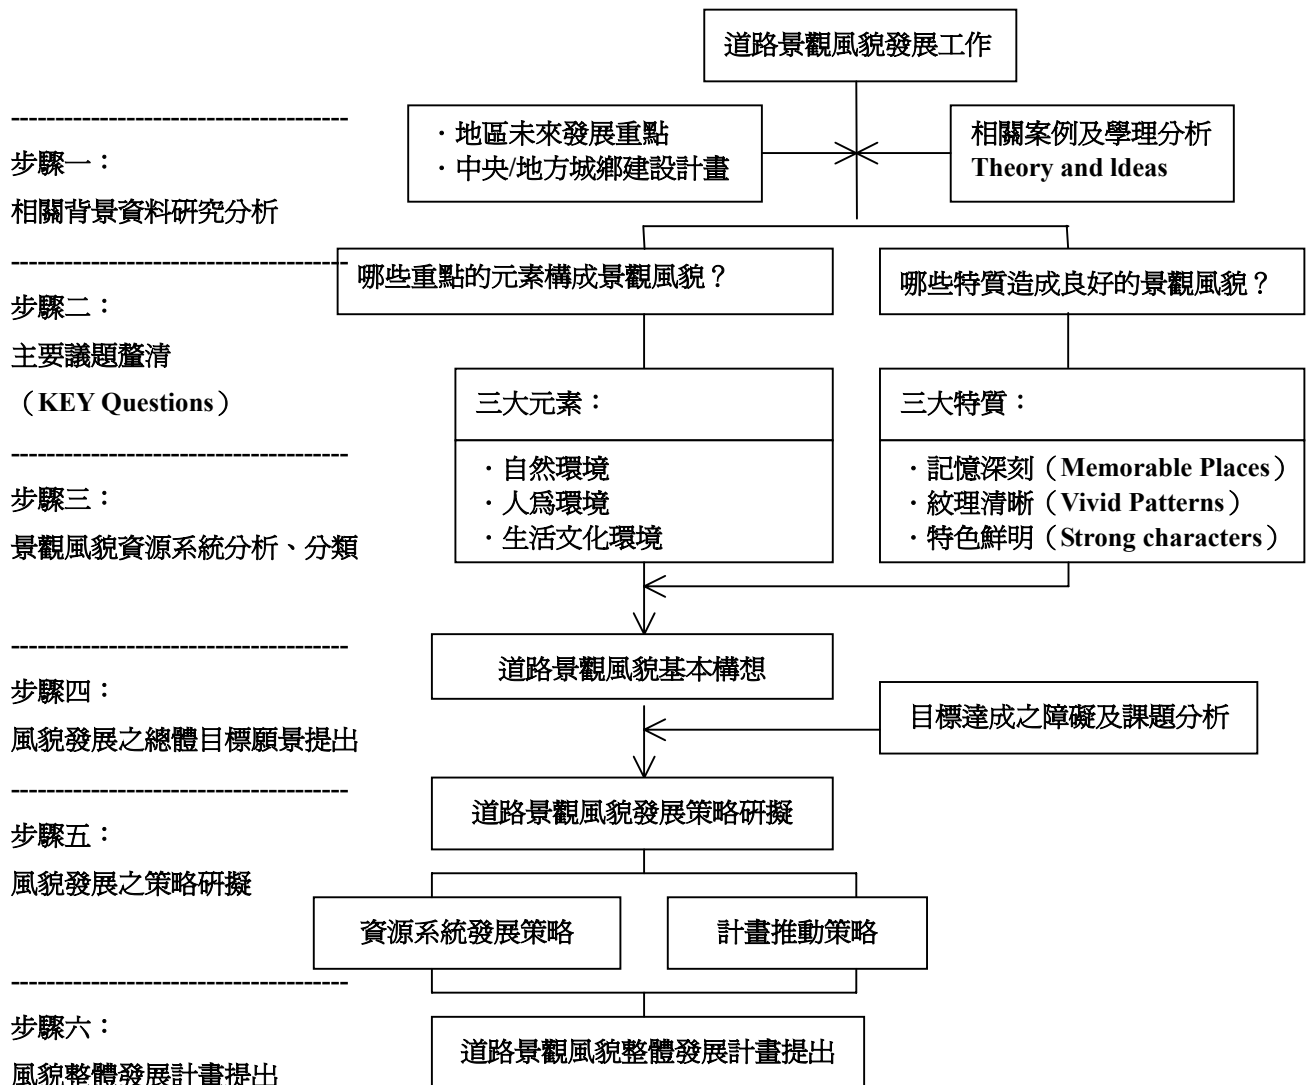 道路景觀風貌發展工作
----------------------------------------
步驟一：
相關背景資料研究分析
．地區未來發展重點
．中央/地方城鄉建設計畫
相關案例及學理分析
Theory and Ideas
----------------------------------------
步驟二：
主要議題釐清
（KEY Questions）
哪些重點的元素構成景觀風貌？
哪些特質造成良好的景觀風貌？
----------------------------------------
步驟三：
景觀風貌資源系統分析、分類
三大元素：
．自然環境
．人為環境
．生活文化環境
三大特質：
．記憶深刻（Memorable Places）
．紋理清晰（Vivid Patterns）
．特色鮮明（Strong characters）
----------------------------------------
步驟四：
風貌發展之總體目標願景提出
道路景觀風貌基本構想
目標達成之障礙及課題分析
----------------------------------------
步驟五：
風貌發展之策略研擬
道路景觀風貌發展策略研擬
資源系統發展策略
計畫推動策略
----------------------------------------
步驟六：
風貌整體發展計畫提出
道路景觀風貌整體發展計畫提出